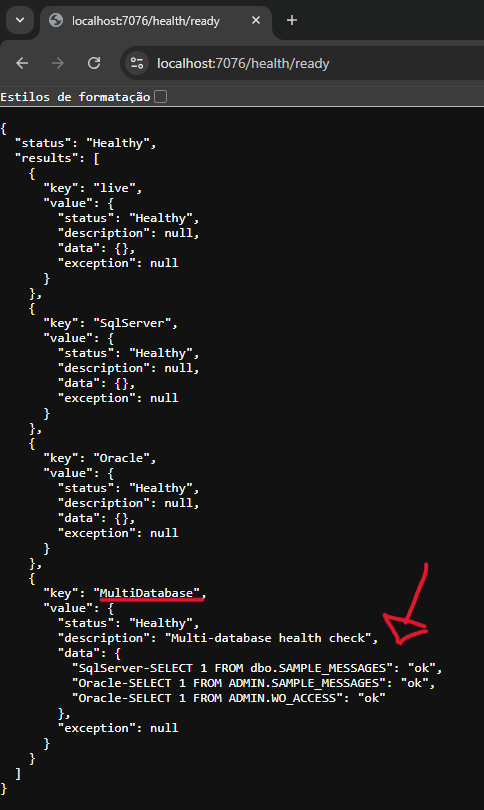 localhost:7076/health/ready
localhost:7076/health/ready
Estilos de formatação
{
  "status": "Healthy",
  "results": [
    {
      "key": "live",
      "value": {
        "status": "Healthy",
        "description": null,
        "data": {},
        "exception": null
      }
    },
    {
      "key": "SqlServer",
      "value": {
        "status": "Healthy",
        "description": null,
        "data": {},
        "exception": null
      }
    },
    {
      "key": "Oracle",
      "value": {
        "status": "Healthy",
        "description": null,
        "data": {},
        "exception": null
      }
    },
    {
      "key": "MultiDatabase",
      "value": {
        "status": "Healthy",
        "description": "Multi-database health check",
        "data": {
          "SqlServer-SELECT 1 FROM dbo.SAMPLE_MESSAGES": "ok",
          "Oracle-SELECT 1 FROM ADMIN.SAMPLE_MESSAGES": "ok",
          "Oracle-SELECT 1 FROM ADMIN.WO_ACCESS": "ok"
        },
        "exception": null
      }
    }
  ]
}